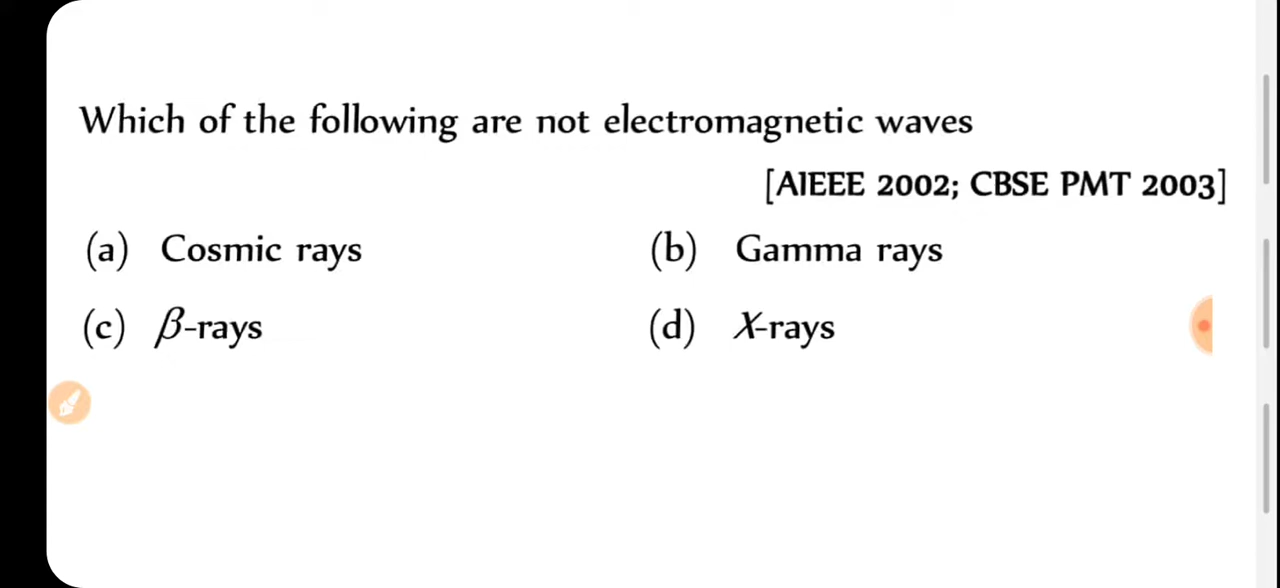 Which of the following are not electromagnetic waves
[AIEEE 2002; CBSE PMT 2003]
(a) Cosmic rays (b) Gamma rays
(c) β-rays (d) X-rays